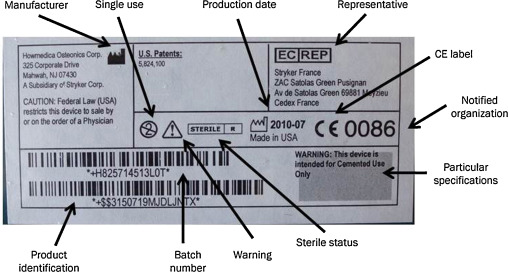 Manufacturer
Single use
Production date
Representative
CE label
Notified organization
Particular specifications
Sterile status
Warning
Batch number
Product identification
Howmedica Osteonics Corp.
325 Corporate Drive
Mahwah, NJ 07430
A Subsidiary of Stryker Corp.
CAUTION: Federal Law (USA)
restricts this device to sale by
or on the order of a Physician
U.S. Patents:
5,824,100
EC REP
Stryker France
ZAC Satolas Green Pusignan
Av de Satolas Green 69881 Meyzieu
Cedex France
2
STERILE R
2010-07
Made in USA
CE 0086
WARNING: This device is
Intended for Cemented Use
Only
*+H825714513L0T*
*+$$3150719MJDLJNTX*